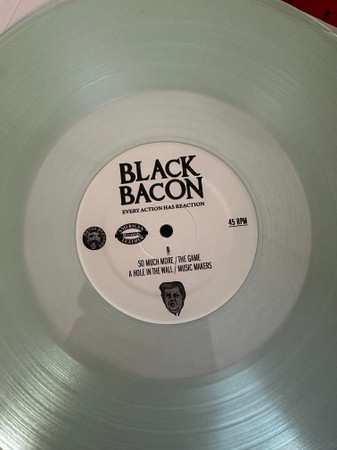 BLACK
BACON
EVERY ACTION HAS REACTION
45 RPM
B
SO MUCH MORE / THE GAME
A HOLE IN THE WALL / MUSIC MAKERS